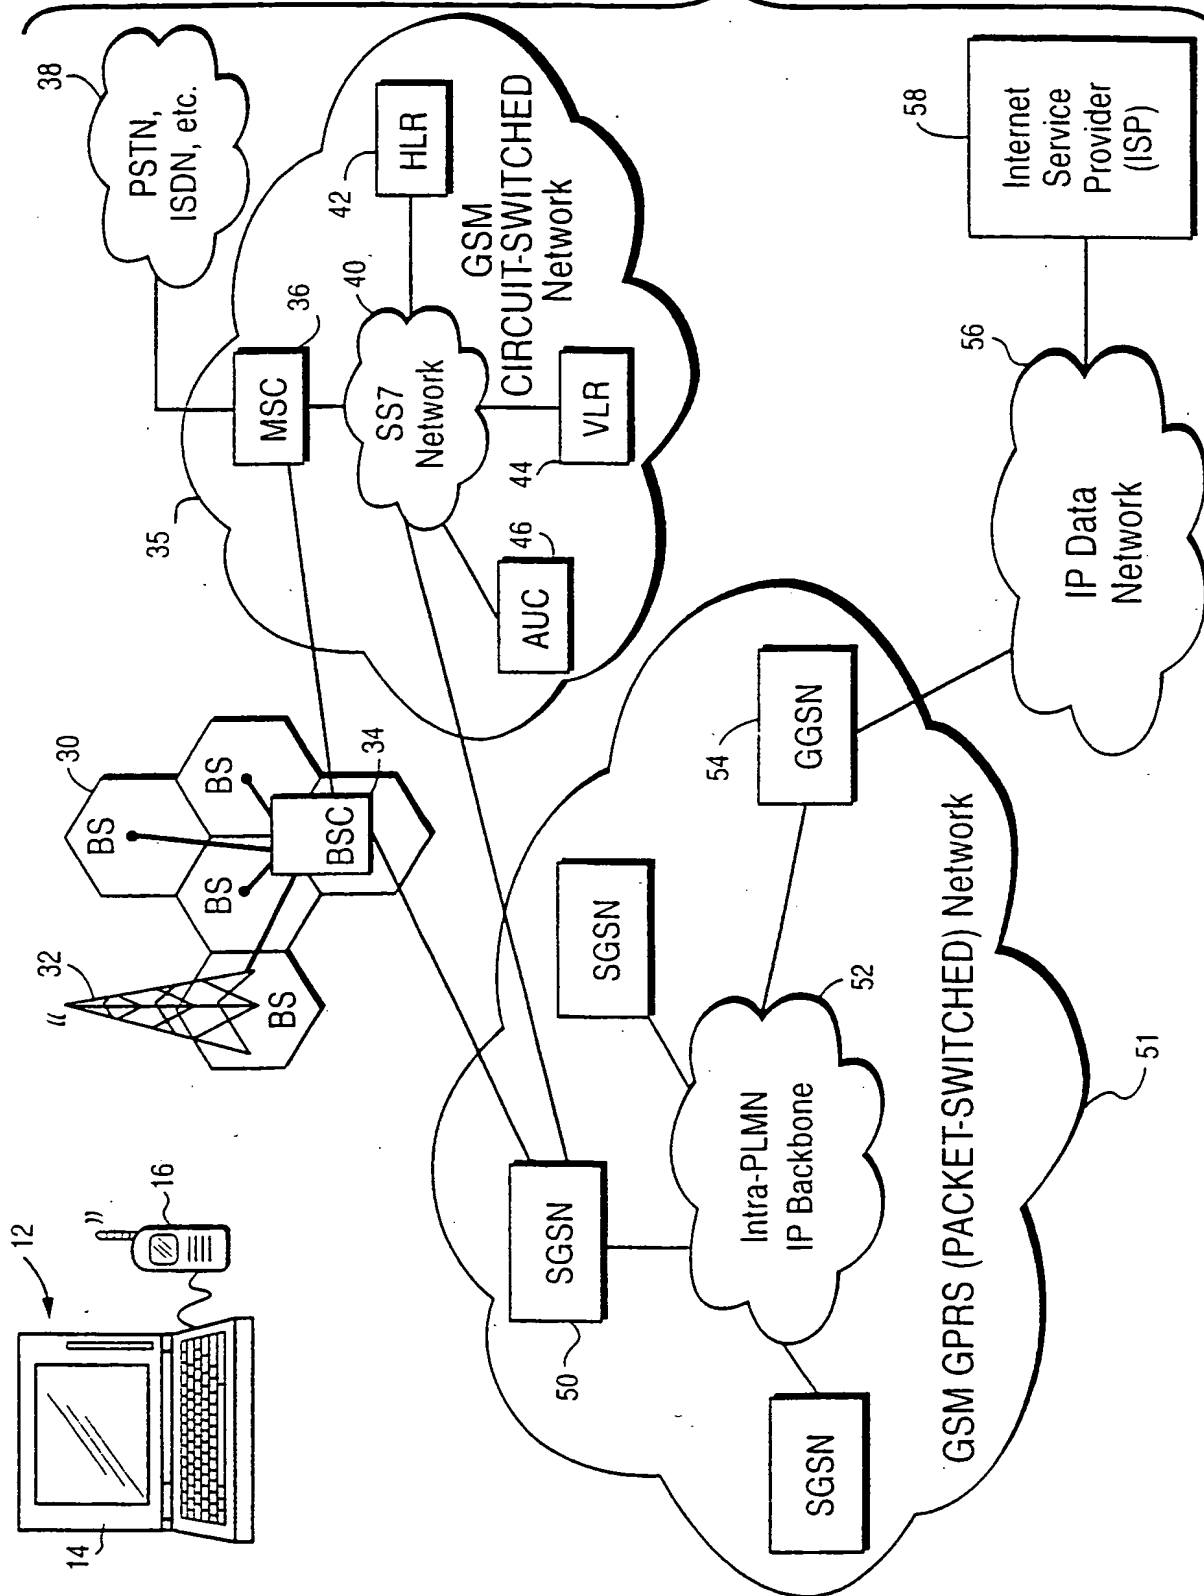 12
14
16
32
BS
BS
BS
BS
30
BSC
34
38
PSTN,
ISDN, etc.
35
MSC
36
SS7
Network
40
42
HLR
44
VLR
AUC
46
GSM
CIRCUIT-SWITCHED
Network
SGSN
50
SGSN
SGSN
Intra-PLMN
IP Backbone
52
54
GGSN
GSM GPRS (PACKET-SWITCHED) Network
51
IP Data
Network
56
58
Internet
Service
Provider
(ISP)